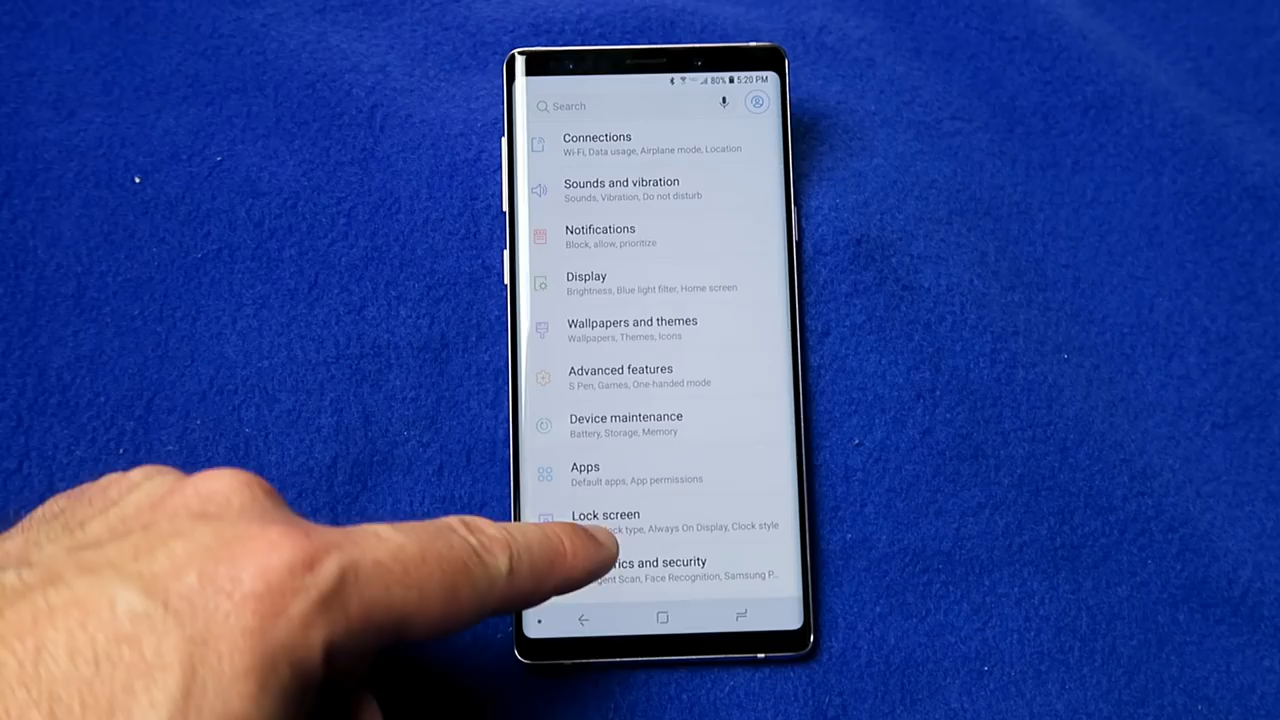 80% 5:20 PM
Search
Connections
Wi-Fi, Data usage, Airplane mode, Location
Sounds and vibration
Sounds, Vibration, Do not disturb
Notifications
Block, allow, prioritize
Display
Brightness, Blue light filter, Home screen
Wallpapers and themes
Wallpapers, Themes, Icons
Advanced features
S Pen, Games, One-handed mode
Device maintenance
Battery, Storage, Memory
Apps
Default apps, App permissions
Lock screen
type, Always On Display, Clock style
and security
Scan, Face Recognition, Samsung P...